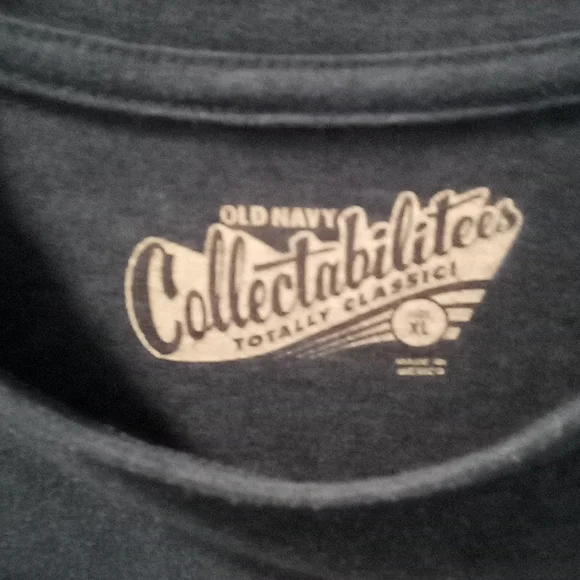 OLD NAVY
Collectabilitees
TOTALLY CLASSIC!
XL
MADE IN
MEXICO